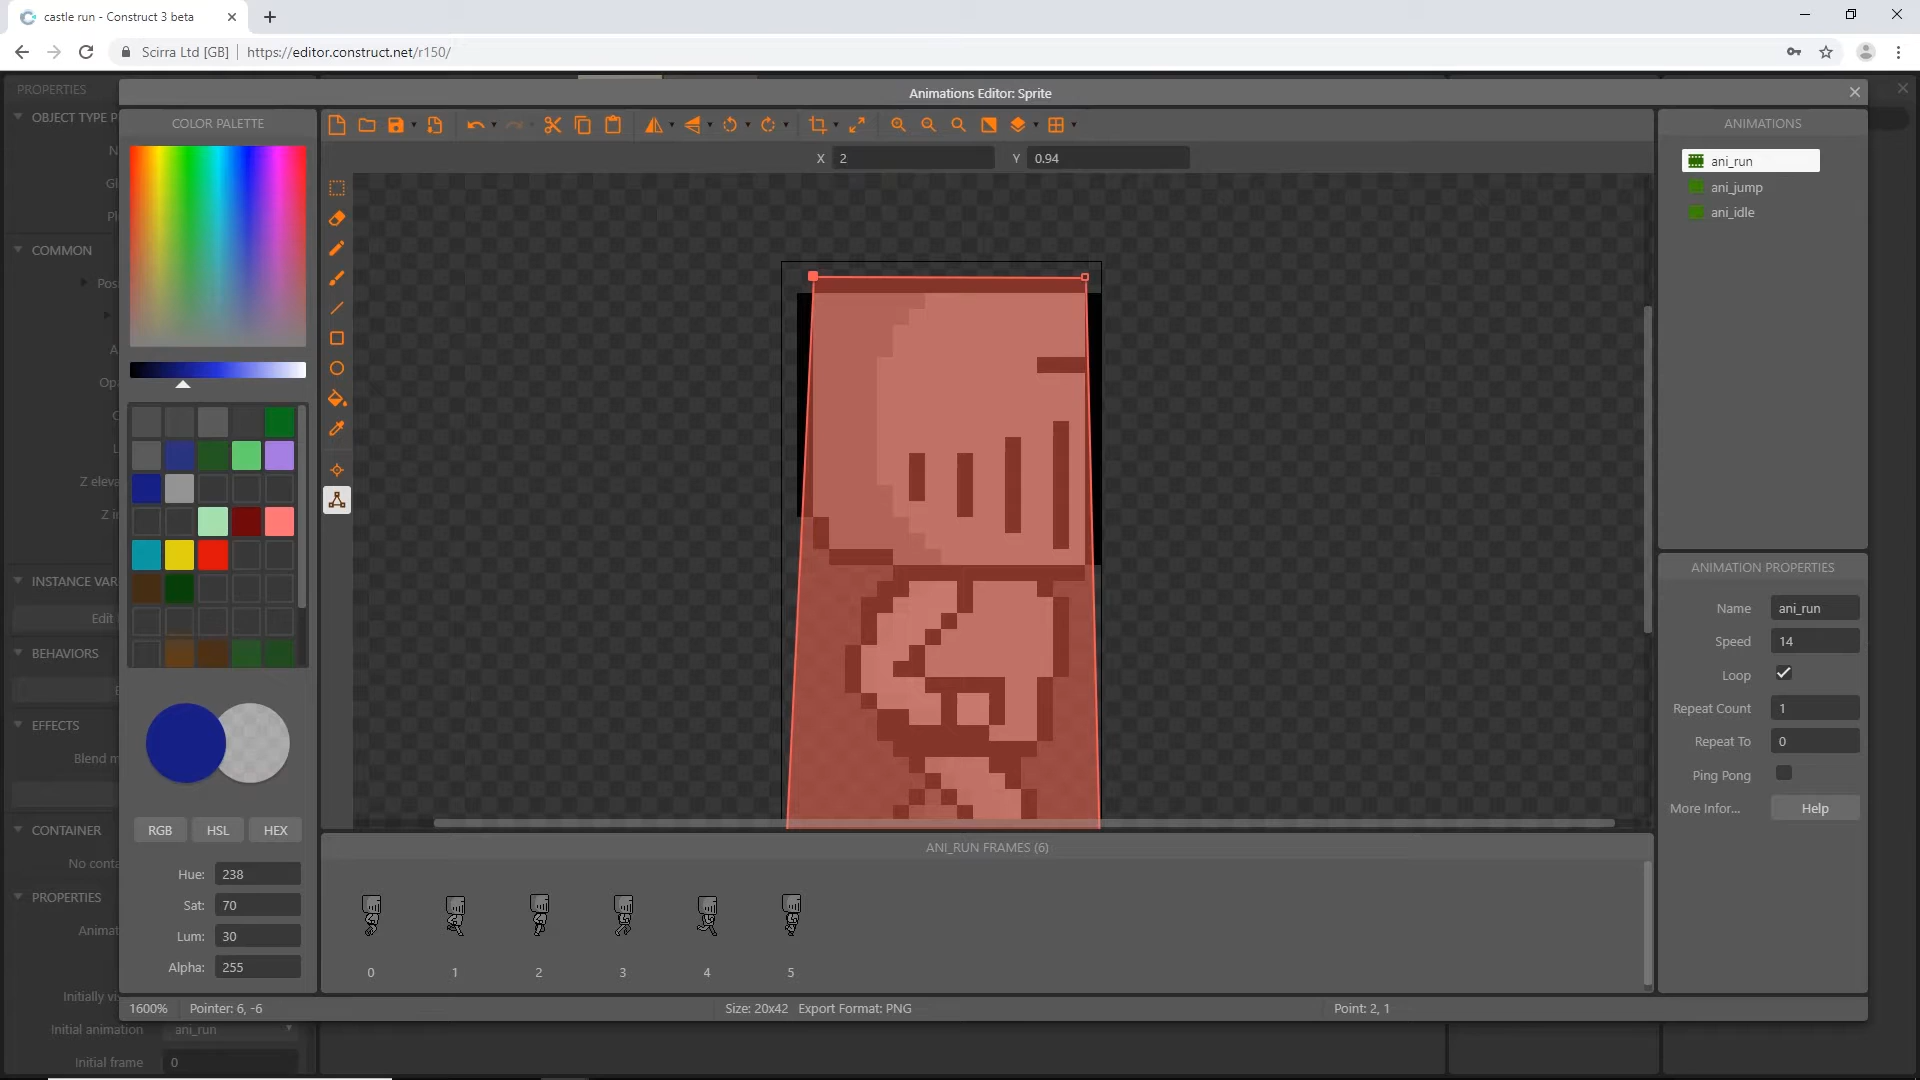 castle run - Construct 3 beta
Scirra Ltd [GB] | https://editor.construct.net/r150/
PROPERTIES
OBJECT TYPE P
COMMON
Pos
Opa
Z eleva
Z in
INSTANCE VAR
Edit
BEHAVIORS
EFFECTS
Blend m
CONTAINER
No conta
PROPERTIES
Animat
Initially vi
Initial animation ani_run
Initial frame 0
Animations Editor: Sprite
COLOR PALETTE
RGB HSL HEX
Hue: 238
Sat: 70
Lum: 30
Alpha: 255
X 2 Y 0.94
ANI_RUN FRAMES (6)
0 1 2 3 4 5
1600% Pointer: 6, -6 Size: 20x42 Export Format: PNG Point: 2, 1
ANIMATIONS
ani_run
ani_jump
ani_idle
ANIMATION PROPERTIES
Name ani_run
Speed 14
Loop
Repeat Count 1
Repeat To 0
Ping Pong
More Infor... Help